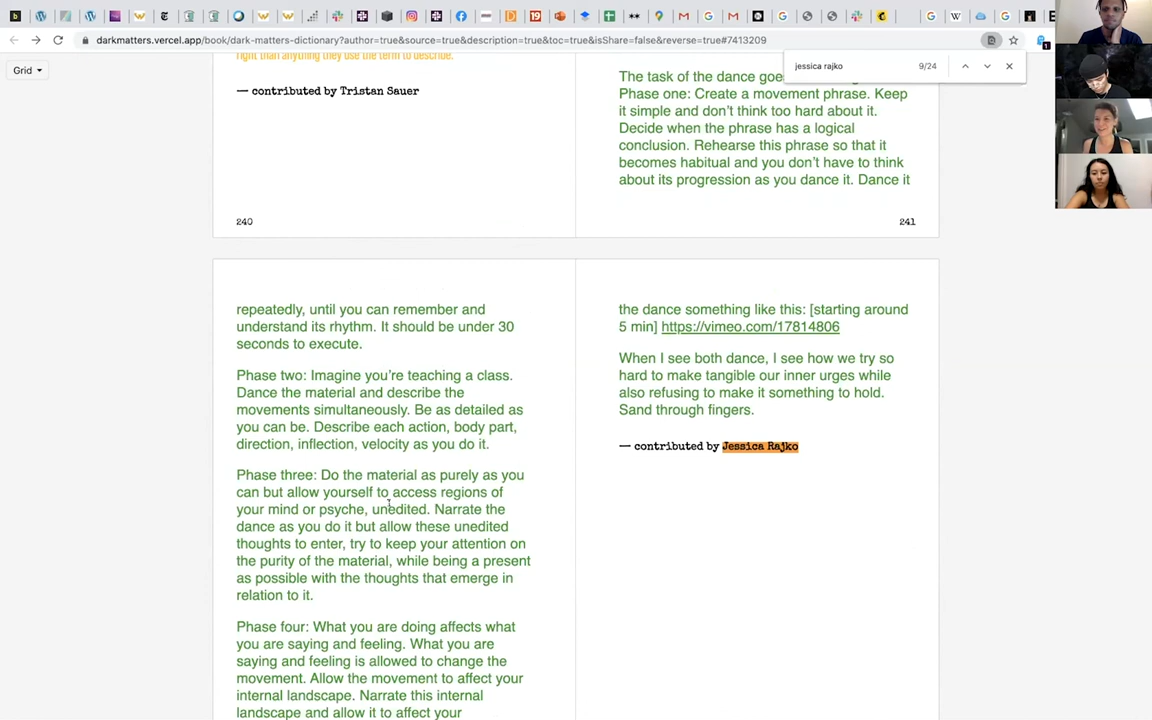 darkmatters.vercel.app/book/dark-matters-dictionary?author=true&source=true&description=true&toc=true&isShare=false&reverse=true#7413209
jessica rajko 9/24
Grid
right than anything they use the term to describe.
— contributed by Tristan Sauer
240
The task of the dance goe
Phase one: Create a movement phrase. Keep
it simple and don’t think too hard about it.
Decide when the phrase has a logical
conclusion. Rehearse this phrase so that it
becomes habitual and you don’t have to think
about its progression as you dance it. Dance it
241
repeatedly, until you can remember and
understand its rhythm. It should be under 30
seconds to execute.
Phase two: Imagine you’re teaching a class.
Dance the material and describe the
movements simultaneously. Be as detailed as
you can be. Describe each action, body part,
direction, inflection, velocity as you do it.
Phase three: Do the material as purely as you
can but allow yourself to access regions of
your mind or psyche, unedited. Narrate the
dance as you do it but allow these unedited
thoughts to enter, try to keep your attention on
the purity of the material, while being a present
as possible with the thoughts that emerge in
relation to it.
Phase four: What you are doing affects what
you are saying and feeling. What you are
saying and feeling is allowed to change the
movement. Allow the movement to affect your
internal landscape. Narrate this internal
landscape and allow it to affect your
the dance something like this: [starting around
5 min] https://vimeo.com/17814806
When I see both dance, I see how we try so
hard to make tangible our inner urges while
also refusing to make it something to hold.
Sand through fingers.
— contributed by Jessica Rajko